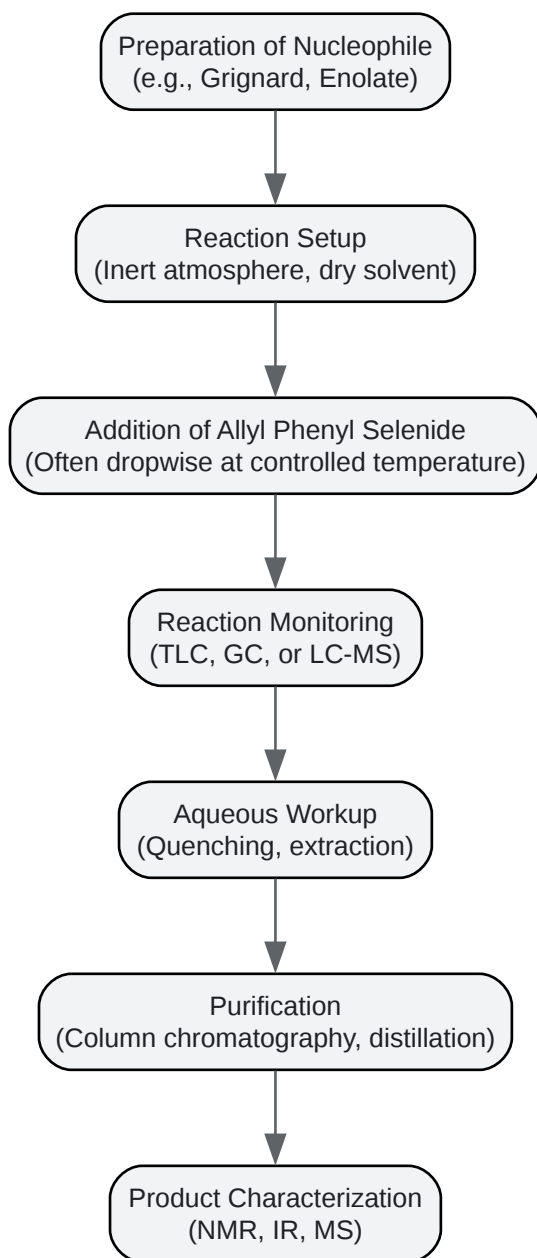 Preparation of Nucleophile
(e.g., Grignard, Enolate)
Reaction Setup
(Inert atmosphere, dry solvent)
Addition of Allyl Phenyl Selenide
(Often dropwise at controlled temperature)
Reaction Monitoring
(TLC, GC, or LC-MS)
Aqueous Workup
(Quenching, extraction)
Purification
(Column chromatography, distillation)
Product Characterization
(NMR, IR, MS)